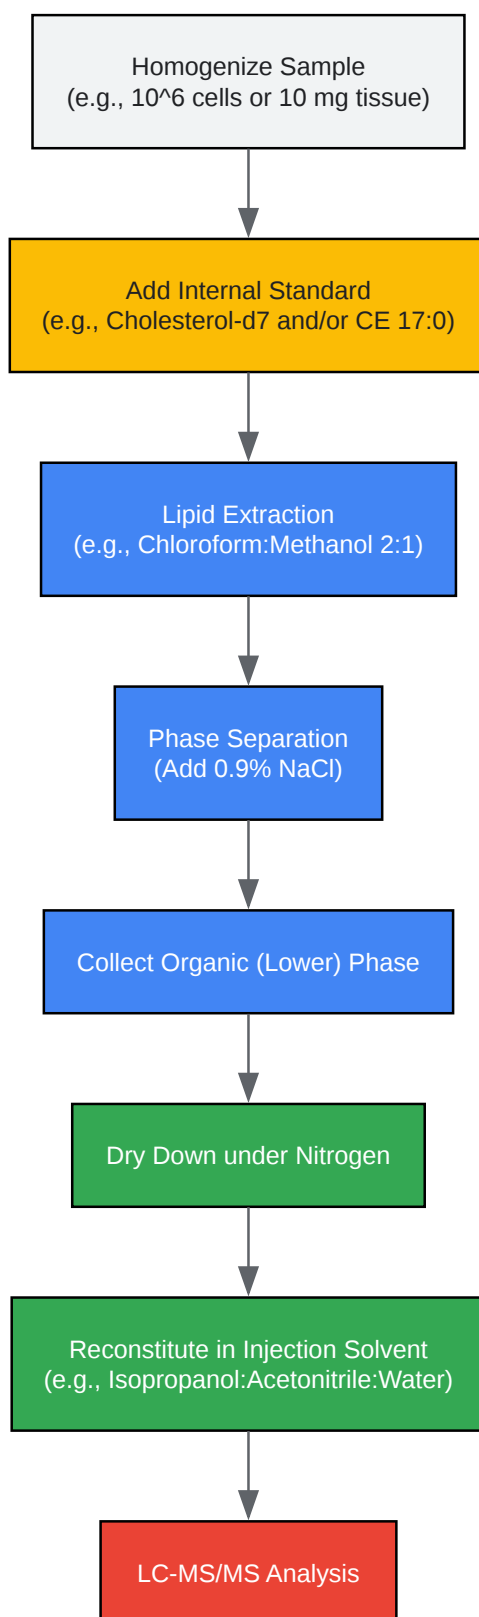 Homogenize Sample
(e.g., 10^6 cells or 10 mg tissue)
Add Internal Standard
(e.g., Cholesterol-d7 and/or CE 17:0)
Lipid Extraction
(e.g., Chloroform:Methanol 2:1)
Phase Separation
(Add 0.9% NaCl)
Collect Organic (Lower) Phase
Dry Down under Nitrogen
Reconstitute in Injection Solvent
(e.g., Isopropanol:Acetonitrile:Water)
LC-MS/MS Analysis